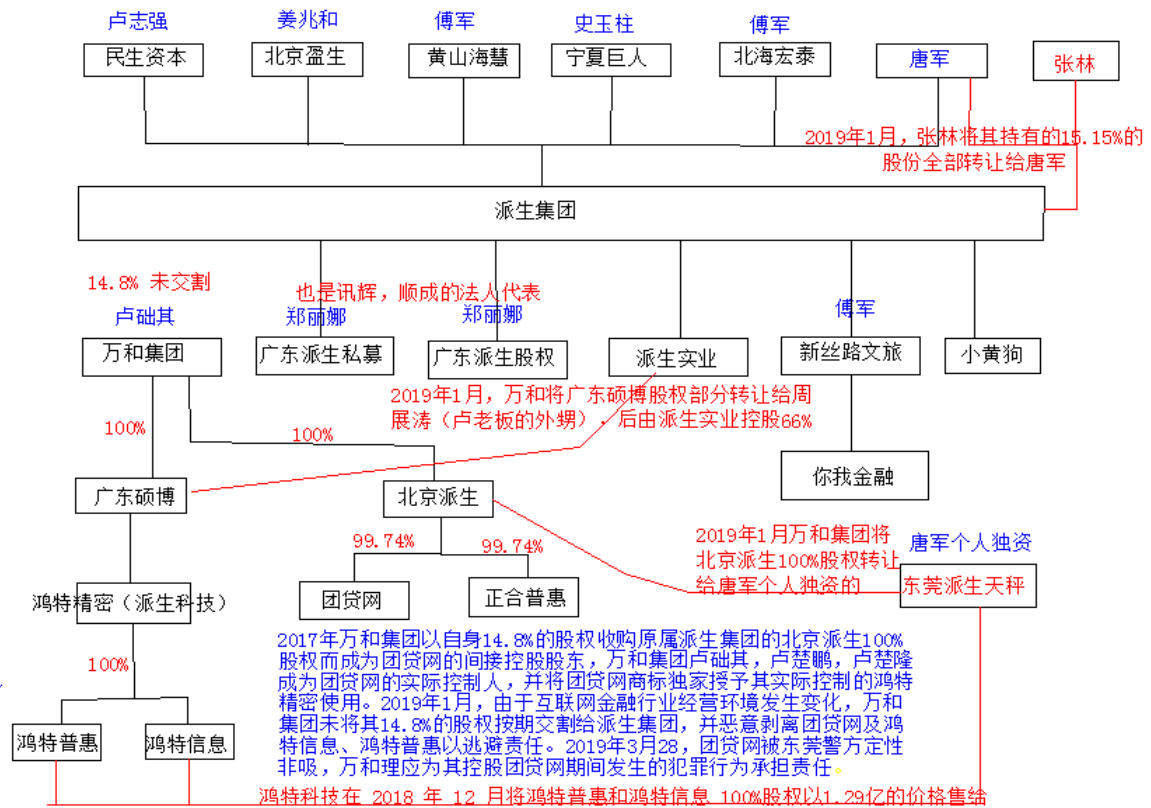 卢志强 姜兆和 傅军 史玉柱 傅军
民生资本 北京盈生 黄山海慧 宁夏巨人 北海宏泰 唐军 张林
2019年1月，张林将其持有的15.15%的
股份全部转让给唐军
派生集团
14.8% 未交割
也是讯辉，顺成的法人代表
卢础其 郑丽娜 郑丽娜 傅军
万和集团 广东派生私募 广东派生股权 派生实业 新丝路文旅 小黄狗
2019年1月，万和将广东硕博股权部分转让给周
展涛（卢老板的外甥），后由派生实业控股66%
100% 100%
广东硕博 北京派生 你我金融
2019年1月万和集团将
北京派生100%股权转让
给唐军个人独资的
唐军个人独资
东莞派生天秤
99.74% 99.74%
团贷网 正合普惠
鸿特精密（派生科技）
100%
鸿特普惠 鸿特信息
2017年万和集团以自身14.8%的股权收购原属派生集团的北京派生100%
股权而成为团贷网的间接控股股东，万和集团卢础其，卢楚鹏，卢楚隆
成为团贷网的实际控制人，并将团贷网商标独家授予其实际控制的鸿特
精密使用。2019年1月，由于互联网金融行业经营环境发生变化，万和
集团未将其14.8%的股权按期交割给派生集团，并恶意剥离团贷网及鸿
特信息、鸿特普惠以逃避责任。2019年3月28，团贷网被东莞警方定性
非吸，万和理应为其控股团贷网期间发生的犯罪行为承担责任。
鸿特科技在 2018 年 12 月将鸿特普惠和鸿特信息 100%股权以1.29亿的价格售给